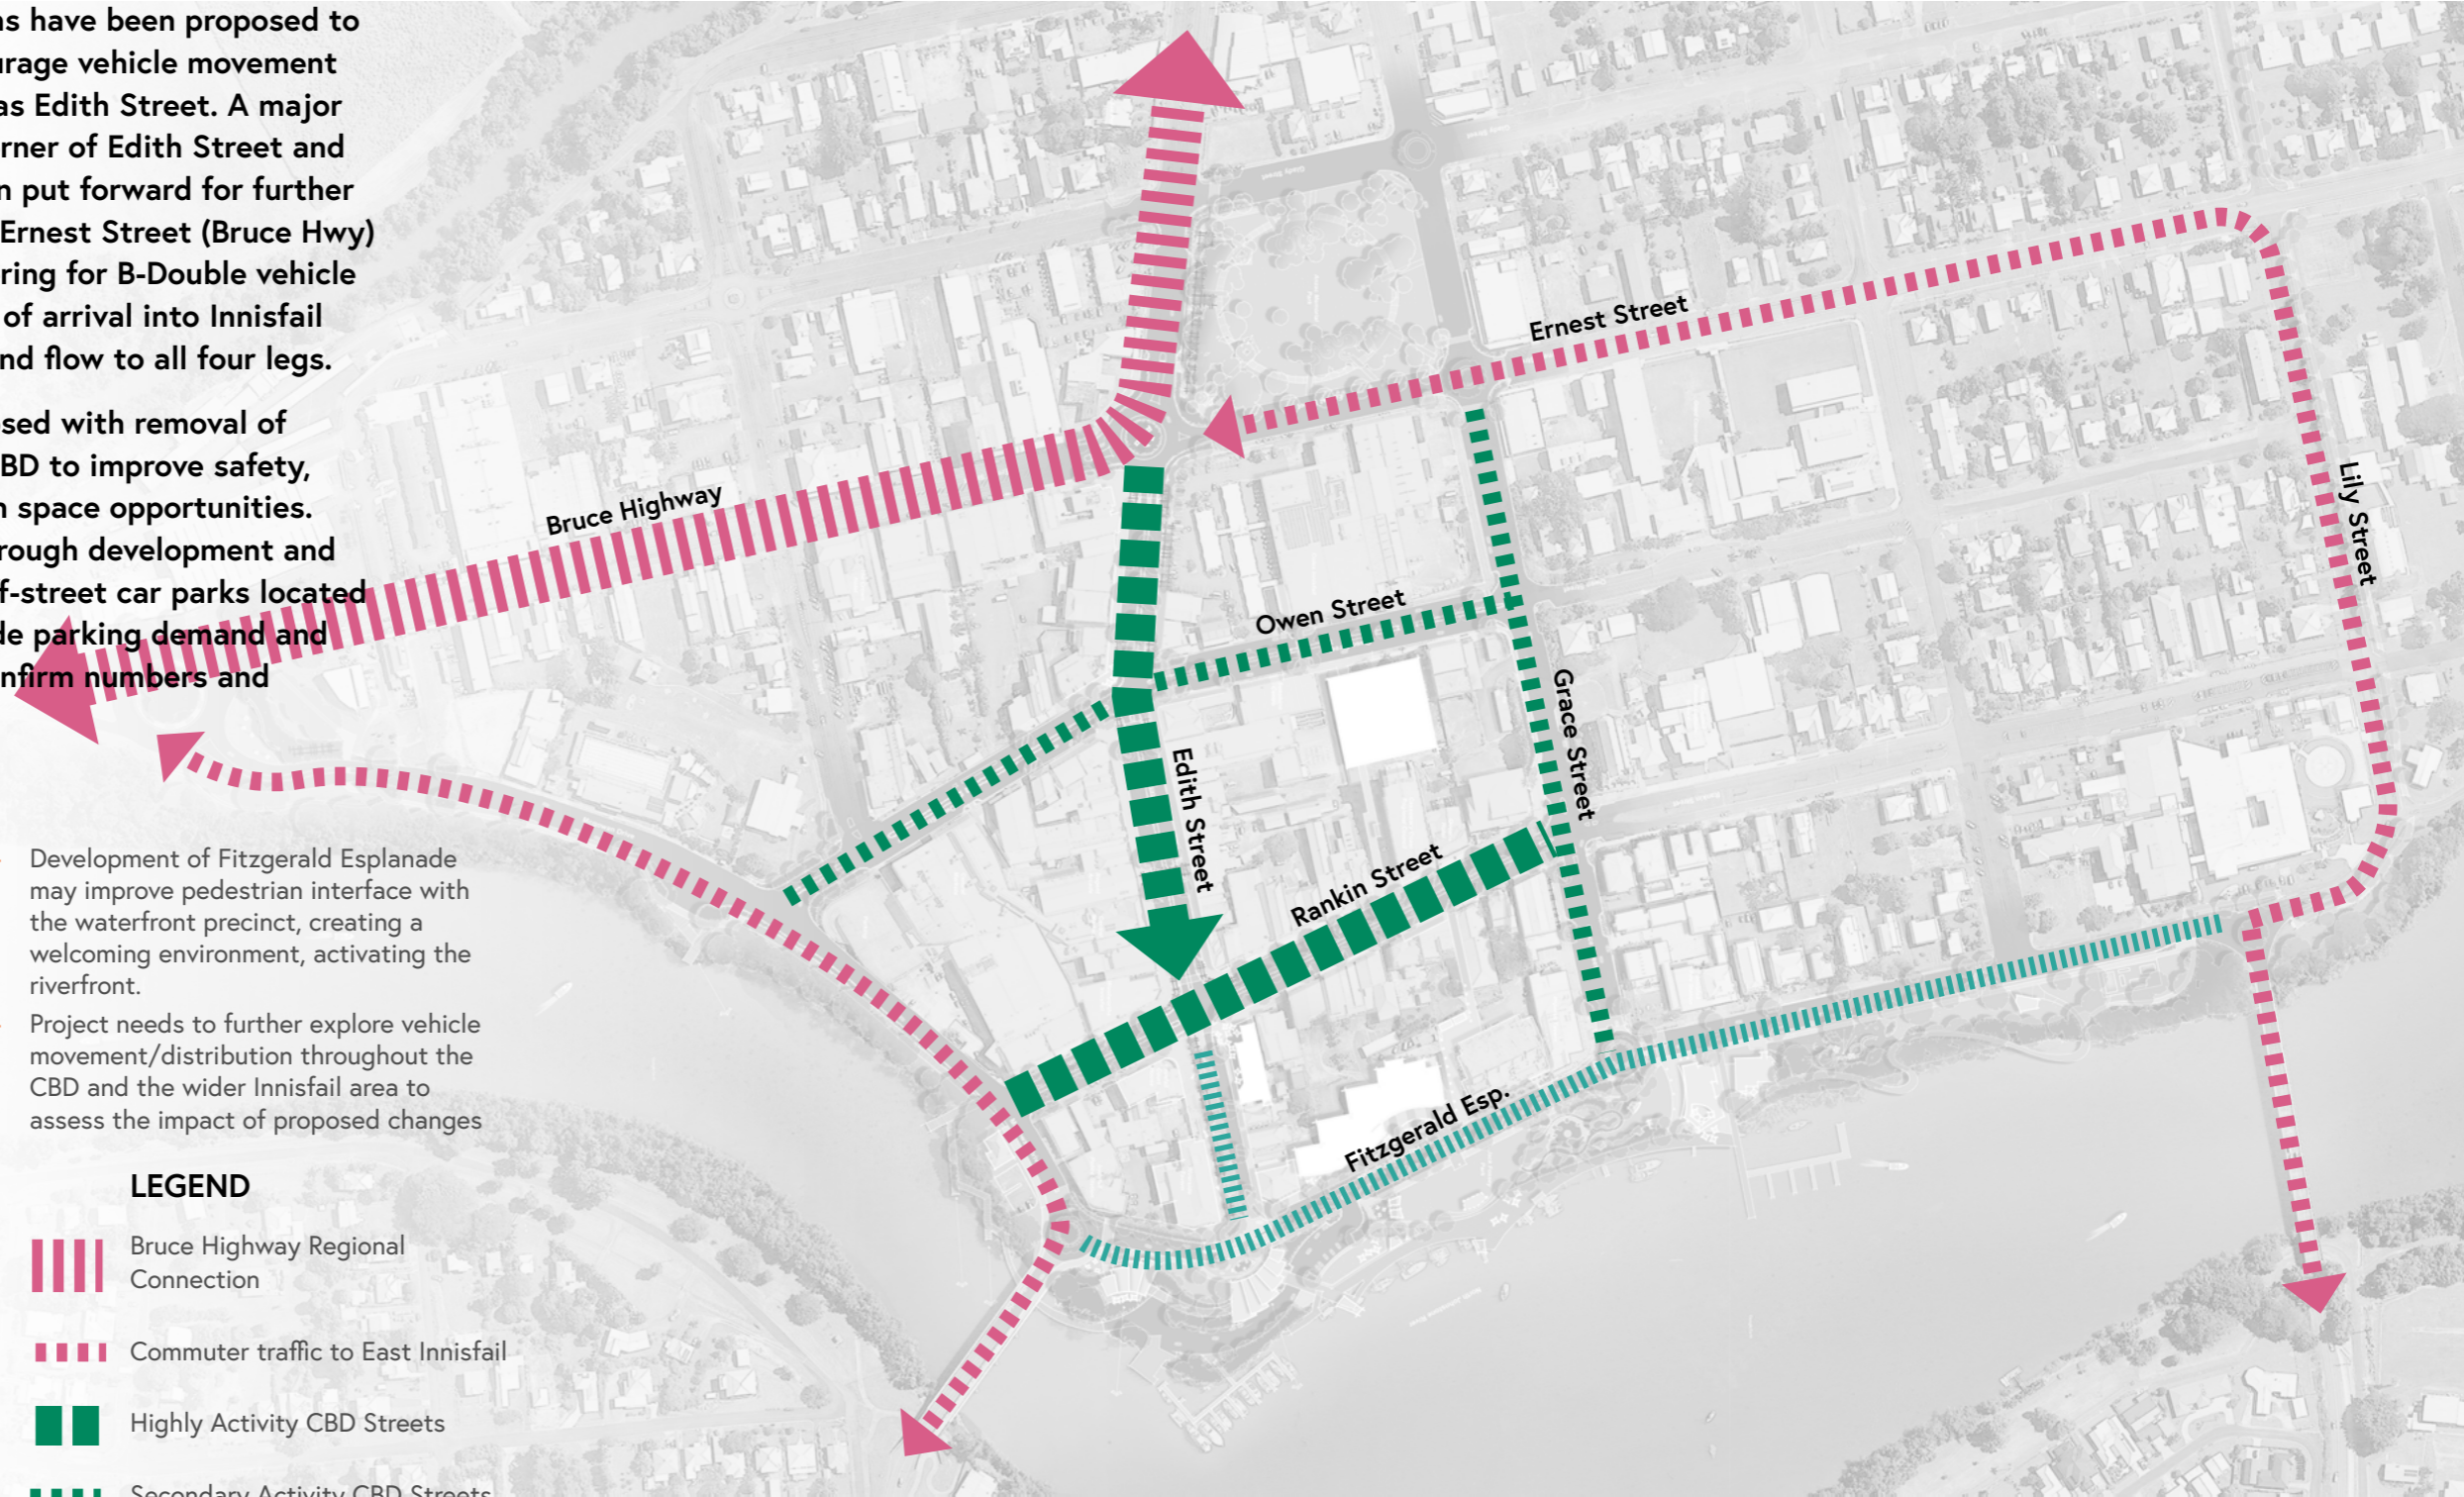 ns have been proposed to
urage vehicle movement
as Edith Street. A major
rner of Edith Street and
n put forward for further
Ernest Street (Bruce Hwy)
ring for B-Double vehicle
of arrival into Innisfail
nd flow to all four legs.
sed with removal of
BD to improve safety,
n space opportunities.
rough development and
f-street car parks located
de parking demand and
nfirm numbers and
Bruce Highway
Ernest Street
Lily Street
Owen Street
Grace Street
Edith Street
Rankin Street
Fitzgerald Esp.
Development of Fitzgerald Esplanade
may improve pedestrian interface with
the waterfront precinct, creating a
welcoming environment, activating the
riverfront.
Project needs to further explore vehicle
movement/distribution throughout the
CBD and the wider Innisfail area to
assess the impact of proposed changes
LEGEND
Bruce Highway Regional
Connection
Commuter traffic to East Innisfail
Highly Activity CBD Streets
Secondary Activity CBD Streets